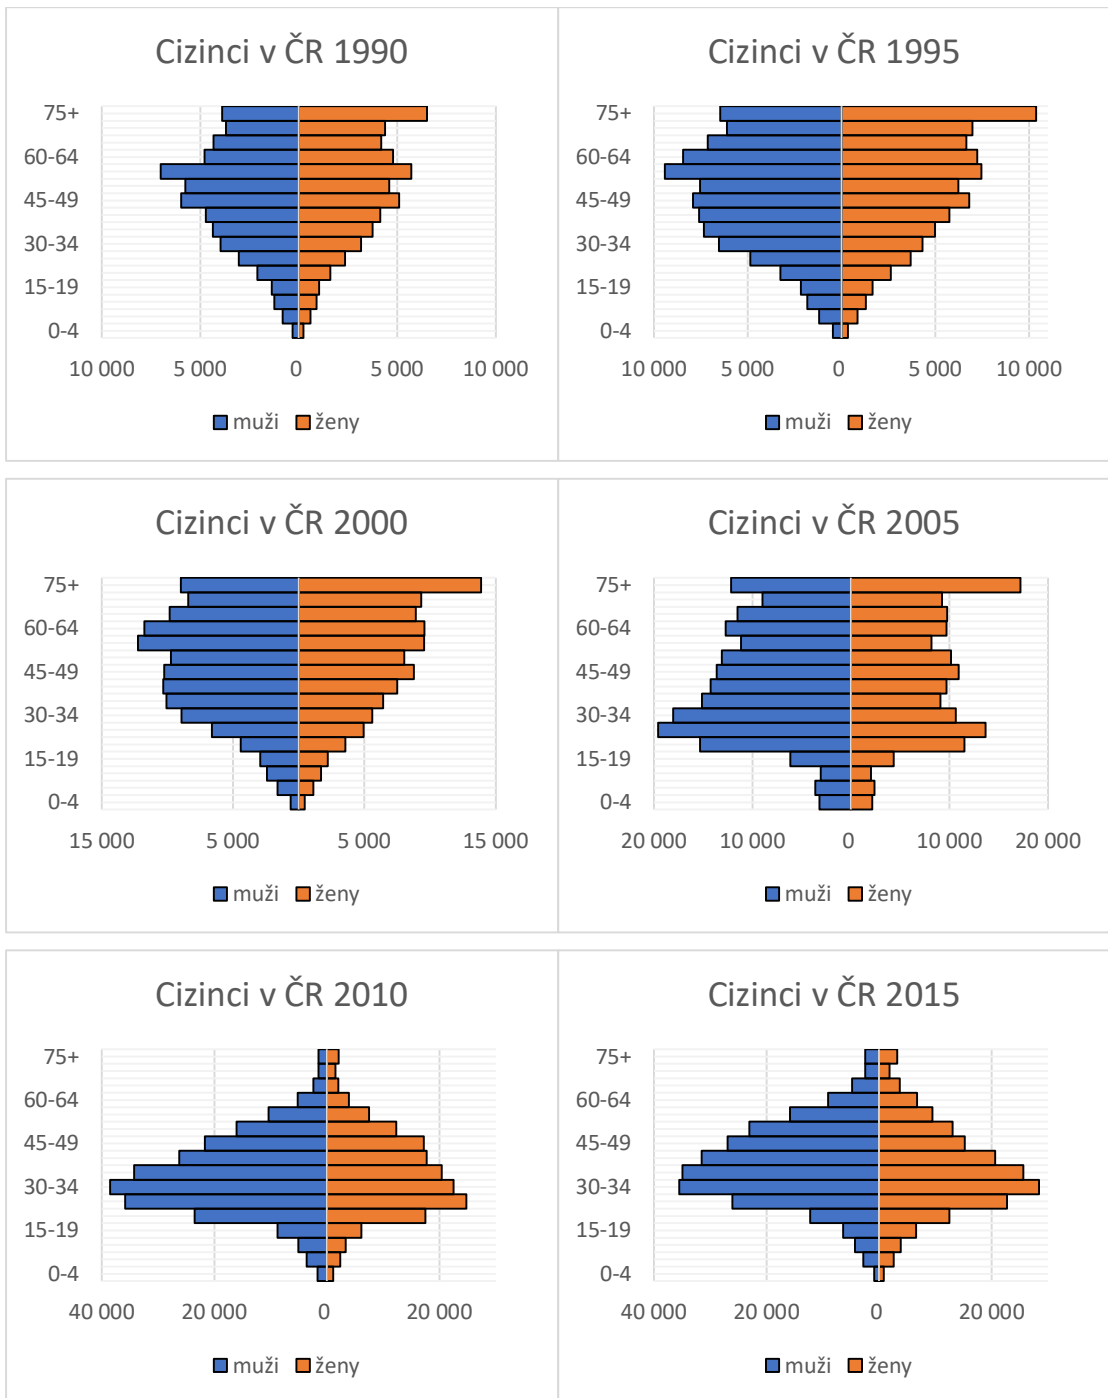 Cizinci v ČR 1990
75+
60-64
45-49
30-34
15-19
0-4
10 000 5 000 0 5 000 10 000
muži ženy
Cizinci v ČR 1995
75+
60-64
45-49
30-34
15-19
0-4
10 000 5 000 0 5 000 10 000
muži ženy
Cizinci v ČR 2000
75+
60-64
45-49
30-34
15-19
0-4
15 000 5 000 5 000 15 000
muži ženy
Cizinci v ČR 2005
75+
60-64
45-49
30-34
15-19
0-4
20 000 10 000 0 10 000 20 000
muži ženy
Cizinci v ČR 2010
75+
60-64
45-49
30-34
15-19
0-4
40 000 20 000 0 20 000
muži ženy
Cizinci v ČR 2015
75+
60-64
45-49
30-34
15-19
0-4
40 000 20 000 0 20 000
muži ženy